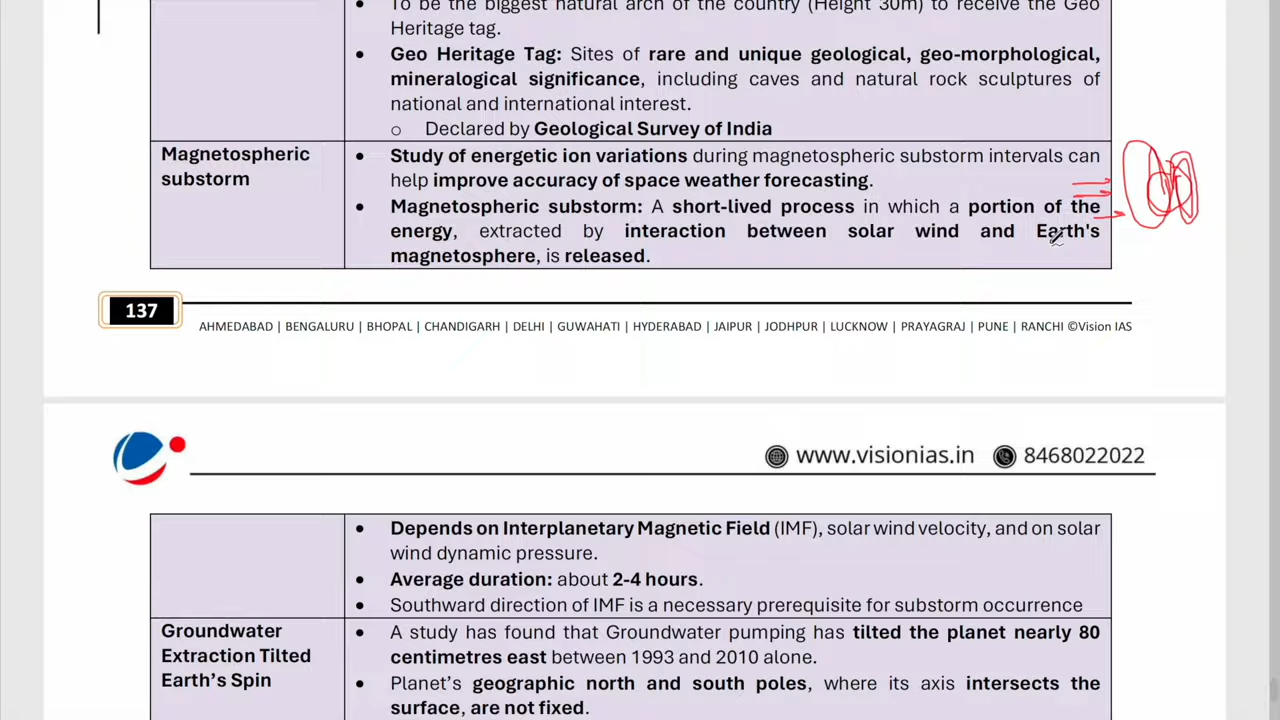 • To be the biggest natural arch of the country (Height 30m) to receive the Geo
Heritage tag.
• Geo Heritage Tag: Sites of rare and unique geological, geo-morphological,
mineralogical significance, including caves and natural rock sculptures of
national and international interest.
o Declared by Geological Survey of India
Magnetospheric
substorm
• Study of energetic ion variations during magnetospheric substorm intervals can
help improve accuracy of space weather forecasting.
• Magnetospheric substorm: A short-lived process in which a portion of the
energy, extracted by interaction between solar wind and Earth's
magnetosphere, is released.
137
AHMEDABAD | BENGALURU | BHOPAL | CHANDIGARH | DELHI | GUWAHATI | HYDERABAD | JAIPUR | JODHPUR | LUCKNOW | PRAYAGRAJ | PUNE | RANCHI ©Vision IAS
www.visionias.in 8468022022
• Depends on Interplanetary Magnetic Field (IMF), solar wind velocity, and on solar
wind dynamic pressure.
• Average duration: about 2-4 hours.
• Southward direction of IMF is a necessary prerequisite for substorm occurrence
Groundwater
Extraction Tilted
Earth's Spin
• A study has found that Groundwater pumping has tilted the planet nearly 80
centimetres east between 1993 and 2010 alone.
• Planet's geographic north and south poles, where its axis intersects the
surface, are not fixed.